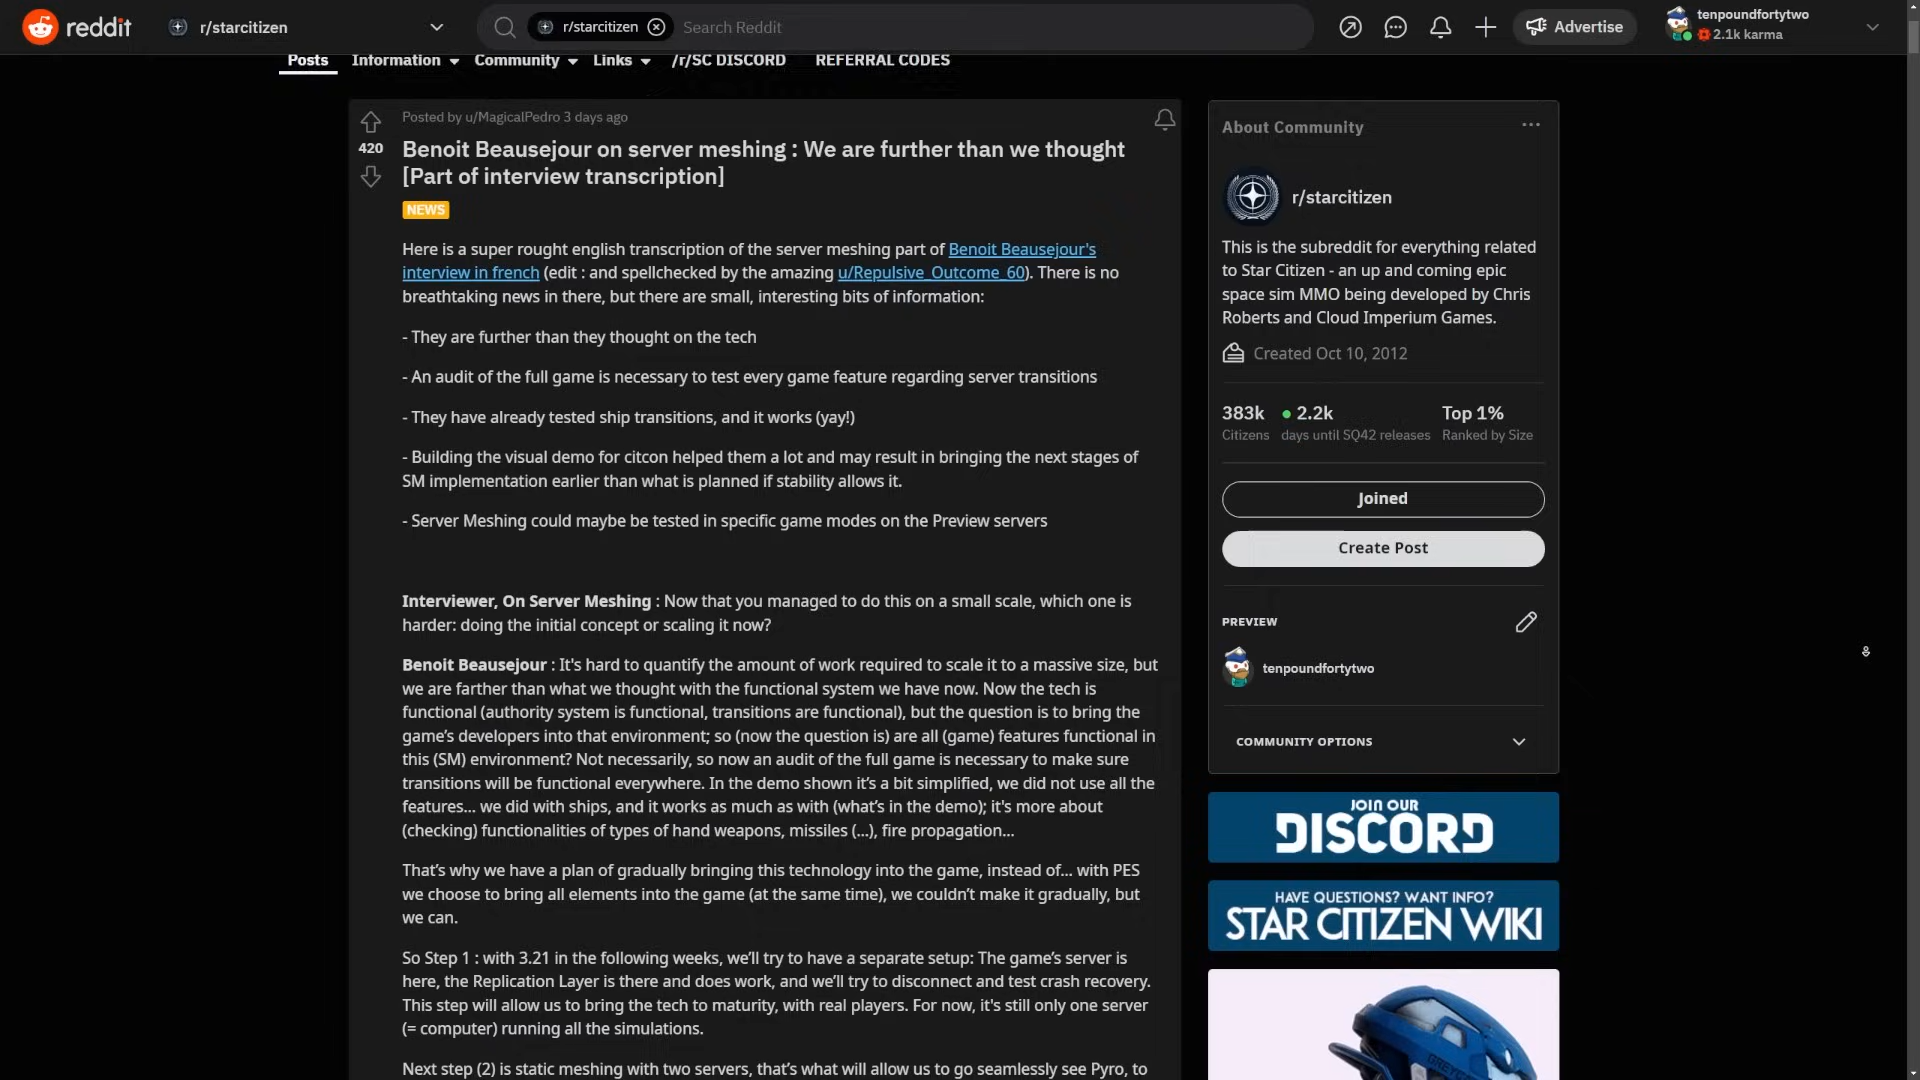 reddit
r/starcitizen
r/starcitizen
Search Reddit
Advertise
tenpoundfortytwo
2.1k karma
Posts
Information
Community
Links
/r/SC DISCORD
REFERRAL CODES
420
Posted by u/MagicalPedro 3 days ago
Benoit Beausejour on server meshing : We are further than we thought
[Part of interview transcription]
NEWS
Here is a super rought english transcription of the server meshing part of Benoit Beausejour's
interview in french (edit : and spellchecked by the amazing u/Repulsive_Outcome_60). There is no
breathtaking news in there, but there are small, interesting bits of information:
- They are further than they thought on the tech
- An audit of the full game is necessary to test every game feature regarding server transitions
- They have already tested ship transitions, and it works (yay!)
- Building the visual demo for citcon helped them a lot and may result in bringing the next stages of
SM implementation earlier than what is planned if stability allows it.
- Server Meshing could maybe be tested in specific game modes on the Preview servers
Interviewer, On Server Meshing : Now that you managed to do this on a small scale, which one is
harder: doing the initial concept or scaling it now?
Benoit Beausejour : It's hard to quantify the amount of work required to scale it to a massive size, but
we are farther than what we thought with the functional system we have now. Now the tech is
functional (authority system is functional, transitions are functional), but the question is to bring the
game's developers into that environment; so (now the question is) are all (game) features functional in
this (SM) environment? Not necessarily, so now an audit of the full game is necessary to make sure
transitions will be functional everywhere. In the demo shown it's a bit simplified, we did not use all the
features... we did with ships, and it works as much as with (what's in the demo); it's more about
(checking) functionalities of types of hand weapons, missiles (...), fire propagation...
That's why we have a plan of gradually bringing this technology into the game, instead of... with PES
we choose to bring all elements into the game (at the same time), we couldn't make it gradually, but
we can.
So Step 1 : with 3.21 in the following weeks, we'll try to have a separate setup: The game's server is
here, the Replication Layer is there and does work, and we'll try to disconnect and test crash recovery.
This step will allow us to bring the tech to maturity, with real players. For now, it's still only one server
(= computer) running all the simulations.
Next step (2) is static meshing with two servers, that's what will allow us to go seamlessly see Pyro, to
About Community
r/starcitizen
This is the subreddit for everything related
to Star Citizen - an up and coming epic
space sim MMO being developed by Chris
Roberts and Cloud Imperium Games.
Created Oct 10, 2012
383k
2.2k
Top 1%
Citizens
days until SQ42 releases
Ranked by Size
Joined
Create Post
PREVIEW
tenpoundfortytwo
COMMUNITY OPTIONS
JOIN OUR
DISCORD
HAVE QUESTIONS? WANT INFO?
STAR CITIZEN WIKI